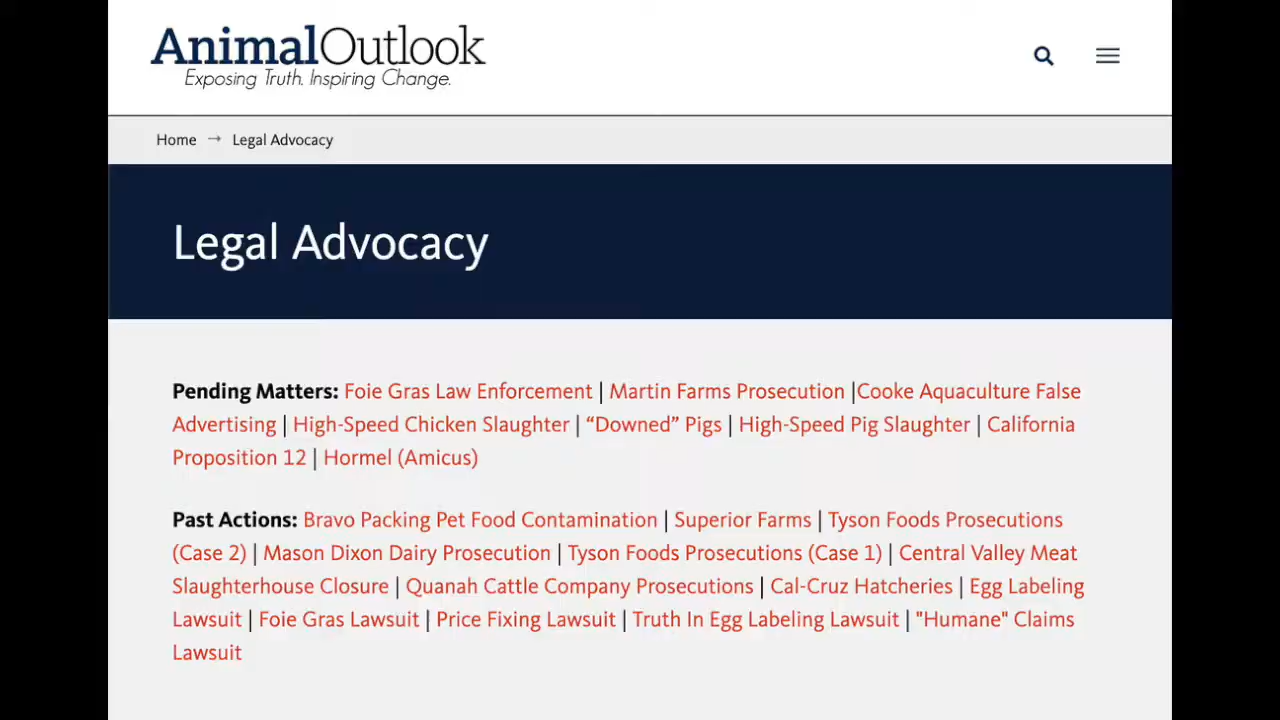 AnimalOutlook
Exposing Truth. Inspiring Change.
Home → Legal Advocacy
Legal Advocacy
Pending Matters: Foie Gras Law Enforcement | Martin Farms Prosecution |Cooke Aquaculture False
Advertising | High-Speed Chicken Slaughter | “Downed” Pigs | High-Speed Pig Slaughter | California
Proposition 12 | Hormel (Amicus)
Past Actions: Bravo Packing Pet Food Contamination | Superior Farms | Tyson Foods Prosecutions
(Case 2) | Mason Dixon Dairy Prosecution | Tyson Foods Prosecutions (Case 1) | Central Valley Meat
Slaughterhouse Closure | Quanah Cattle Company Prosecutions | Cal-Cruz Hatcheries | Egg Labeling
Lawsuit | Foie Gras Lawsuit | Price Fixing Lawsuit | Truth In Egg Labeling Lawsuit | "Humane" Claims
Lawsuit